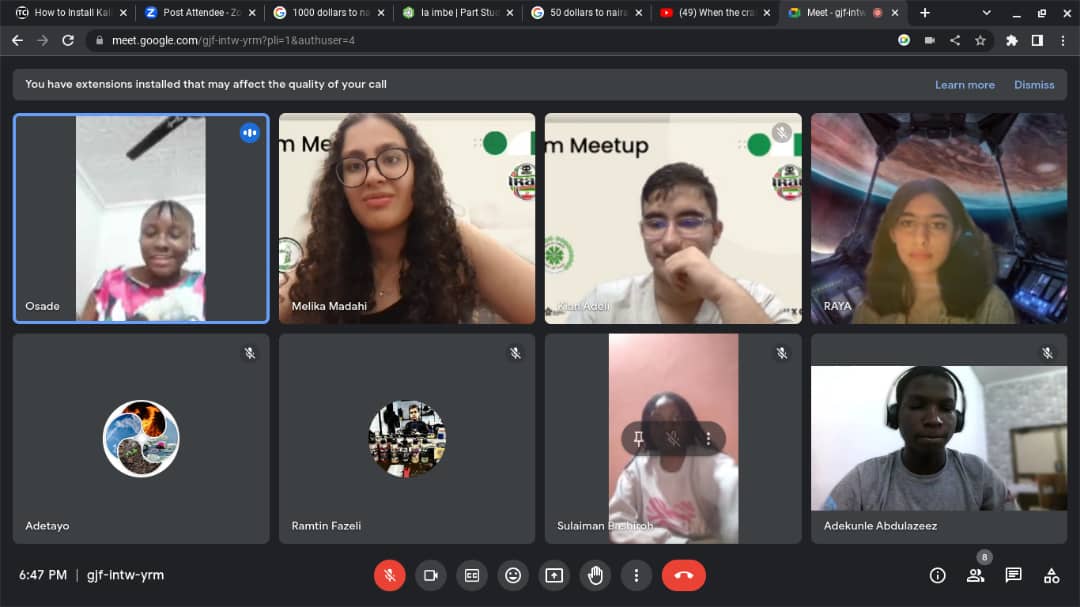 How to Install Kal
Post Attendee - Zo
1000 dollars to na
la imbe | Part Stud
50 dollars to naira
(49) When the cra
Meet - gjf-intw
meet.google.com/gjf-intw-yrm?pli=1&authuser=4
You have extensions installed that may affect the quality of your call
Learn more
Dismiss
m Me
m Meetup
Osade
Melika Madahi
Kian Adeli
RAYA
Adetayo
Ramtin Fazeli
Sulaiman
Adekunle Abdulazeez
8
6:47 PM | gjf-intw-yrm